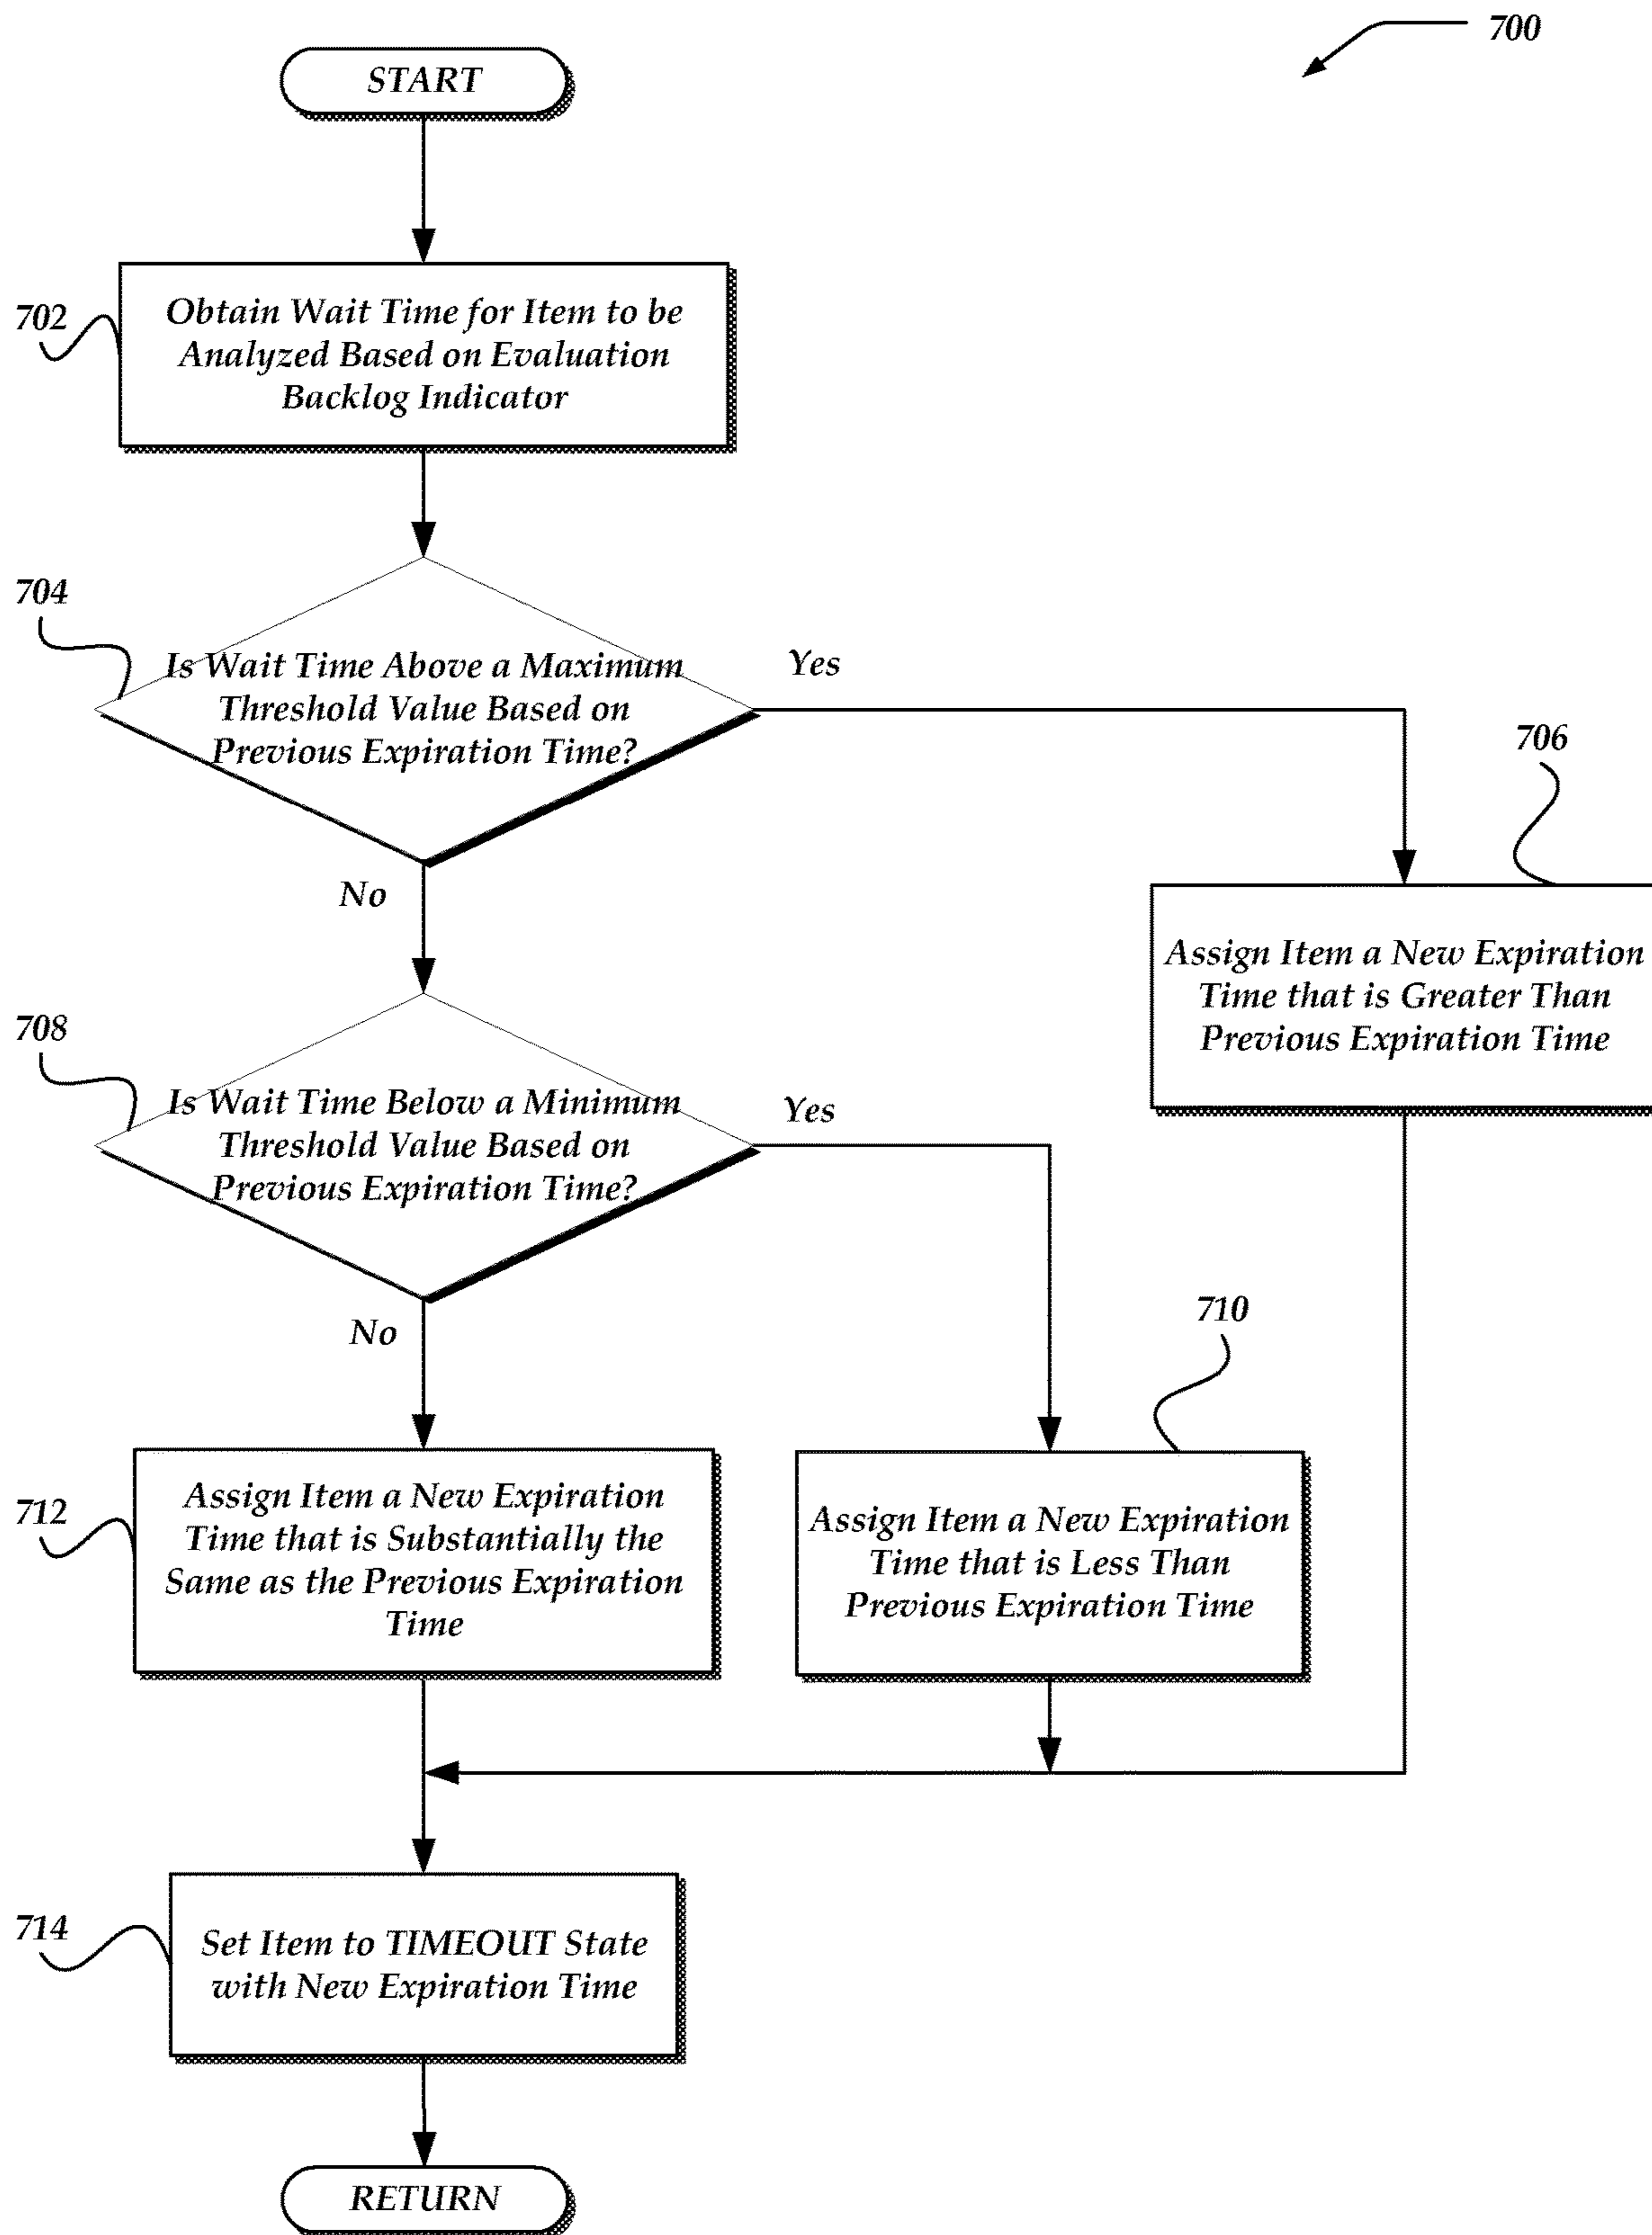 700
START
702
Obtain Wait Time for Item to be
Analyzed Based on Evaluation
Backlog Indicator
704
Is Wait Time Above a Maximum
Threshold Value Based on
Previous Expiration Time?
Yes
No
706
Assign Item a New Expiration
Time that is Greater Than
Previous Expiration Time
708
Is Wait Time Below a Minimum
Threshold Value Based on
Previous Expiration Time?
Yes
No
710
Assign Item a New Expiration
Time that is Less Than
Previous Expiration Time
712
Assign Item a New Expiration
Time that is Substantially the
Same as the Previous Expiration
Time
714
Set Item to TIMEOUT State
with New Expiration Time
RETURN